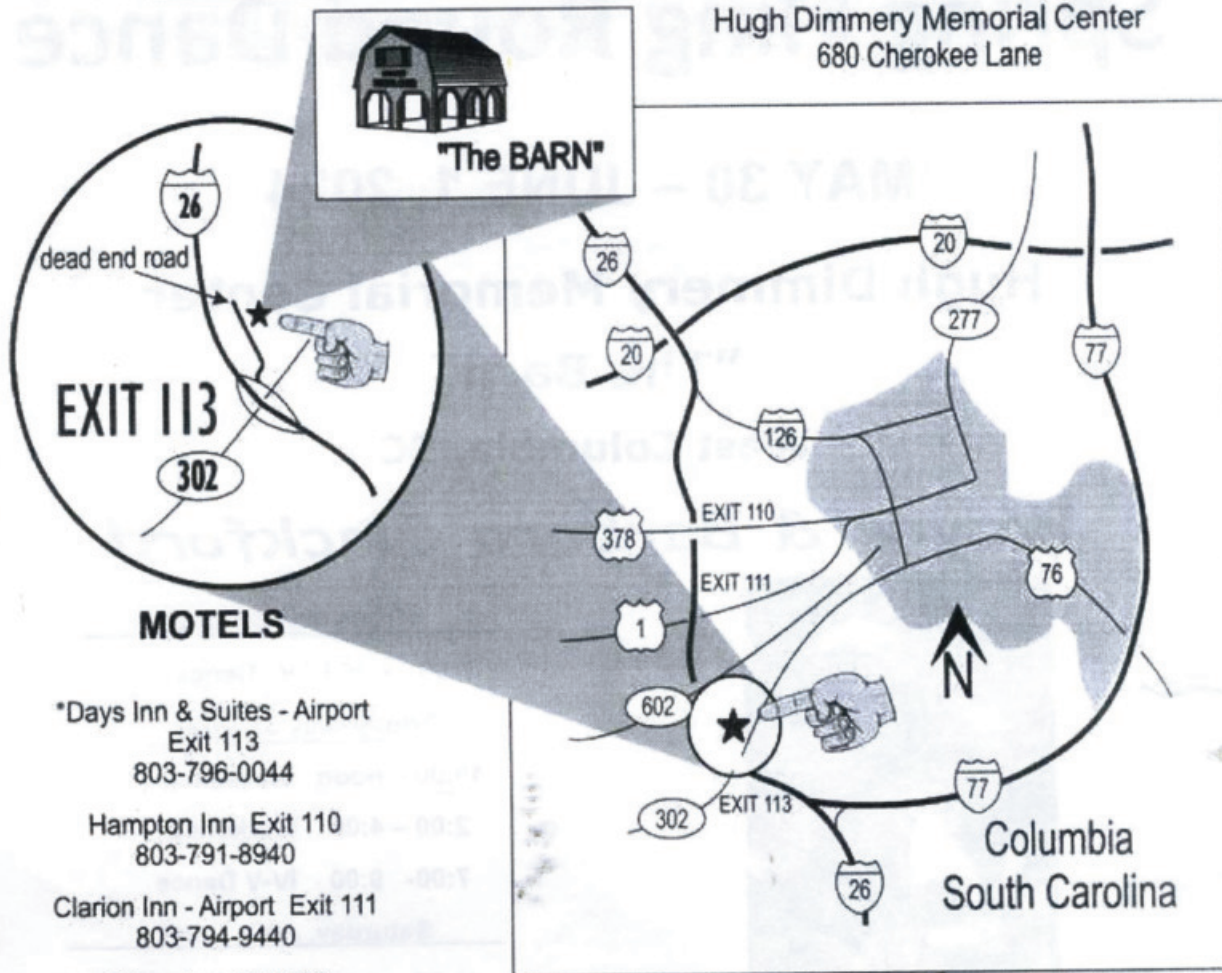 Hugh Dimmery Memorial Center
680 Cherokee Lane
"The BARN"
26
dead end road
EXIT 113
302
26
20
20
277
77
126
EXIT 110
378
EXIT 111
1
76
N
602
302
EXIT 113
77
26
Columbia
South Carolina
MOTELS
*Days Inn & Suites - Airport
Exit 113
803-796-0044
Hampton Inn Exit 110
803-791-8940
Clarion Inn - Airport Exit 111
803-794-9440